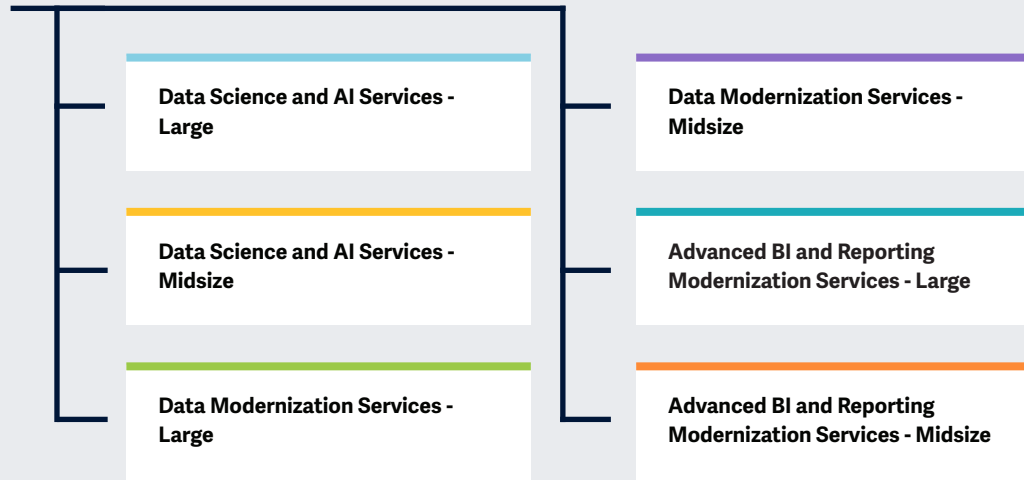 Data Science and AI Services -
Large
Data Science and AI Services -
Midsize
Data Modernization Services -
Large
Data Modernization Services -
Midsize
Advanced BI and Reporting
Modernization Services - Large
Advanced BI and Reporting
Modernization Services - Midsize